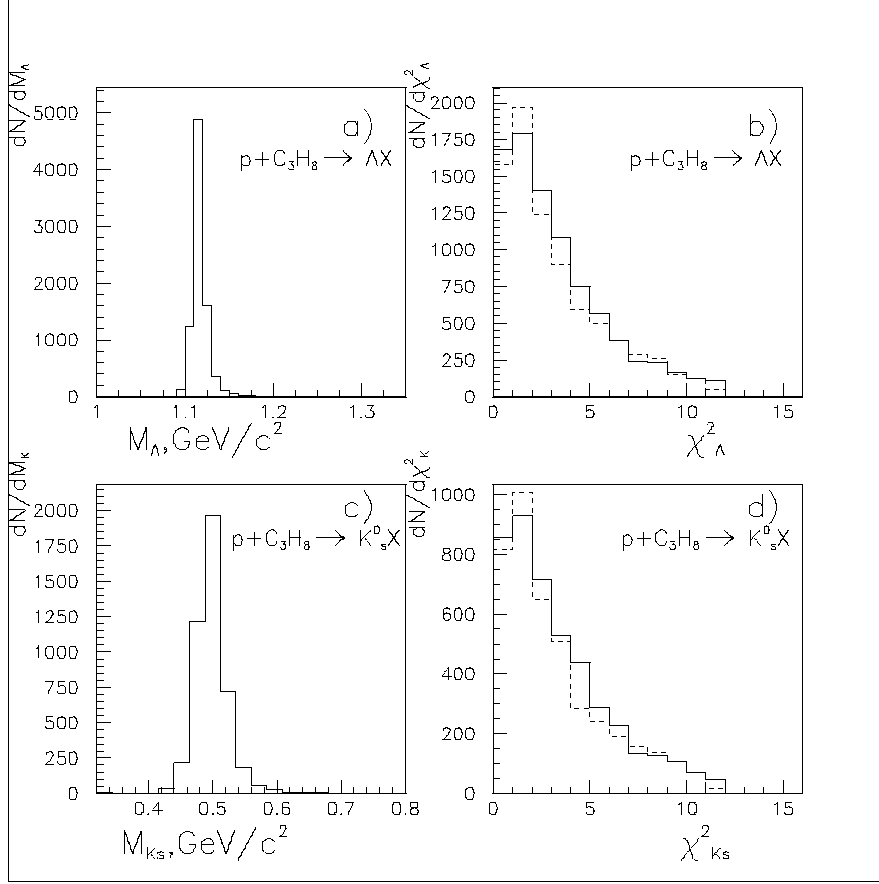 dN/dM_Λ
5000
4000
3000
2000
1000
0
a)
p+C₃H₈→ ΛX
1 1.1 1.2 1.3
M_Λ,GeV/c²
dN/dχ²_Λ
2000
1750
1500
1250
1000
750
500
250
0
b)
p+C₃H₈→ ΛX
0 5 10 15
χ²_Λ
dN/dM_K
2000
1750
1500
1250
1000
750
500
250
0
c)
p+C₃H₈→ K⁰ₛX
0.4 0.5 0.6 0.7 0.8
M_Ks,GeV/c²
dN/dχ²_K
1000
800
600
400
200
0
d)
p+C₃H₈→ K⁰ₛX
0 5 10 15
χ²_Ks